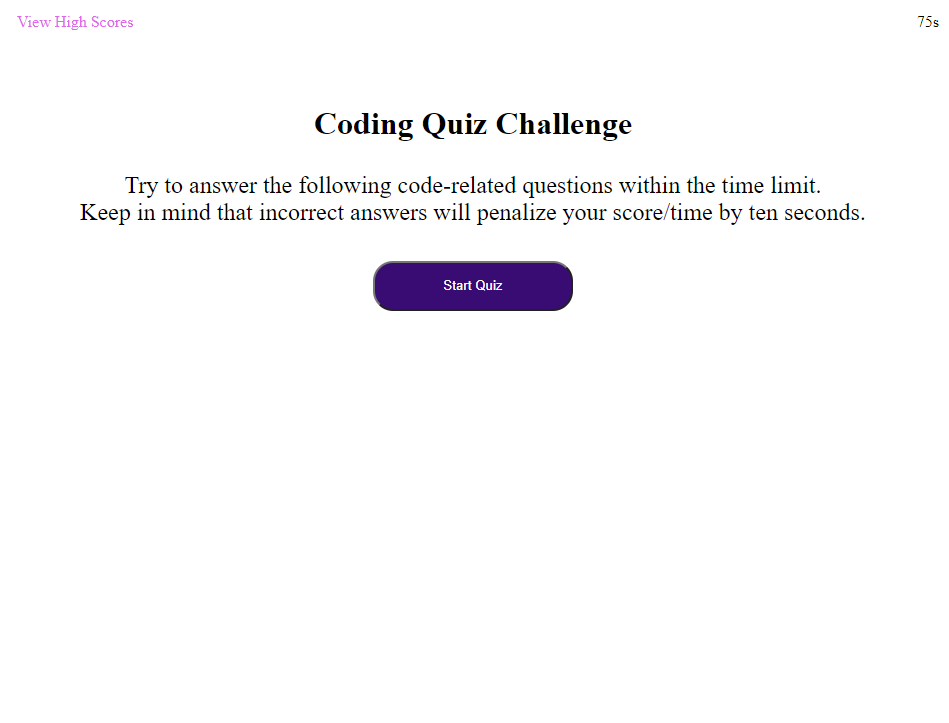 View High Scores
75s
Coding Quiz Challenge
Try to answer the following code-related questions within the time limit.
Keep in mind that incorrect answers will penalize your score/time by ten seconds.
Start Quiz